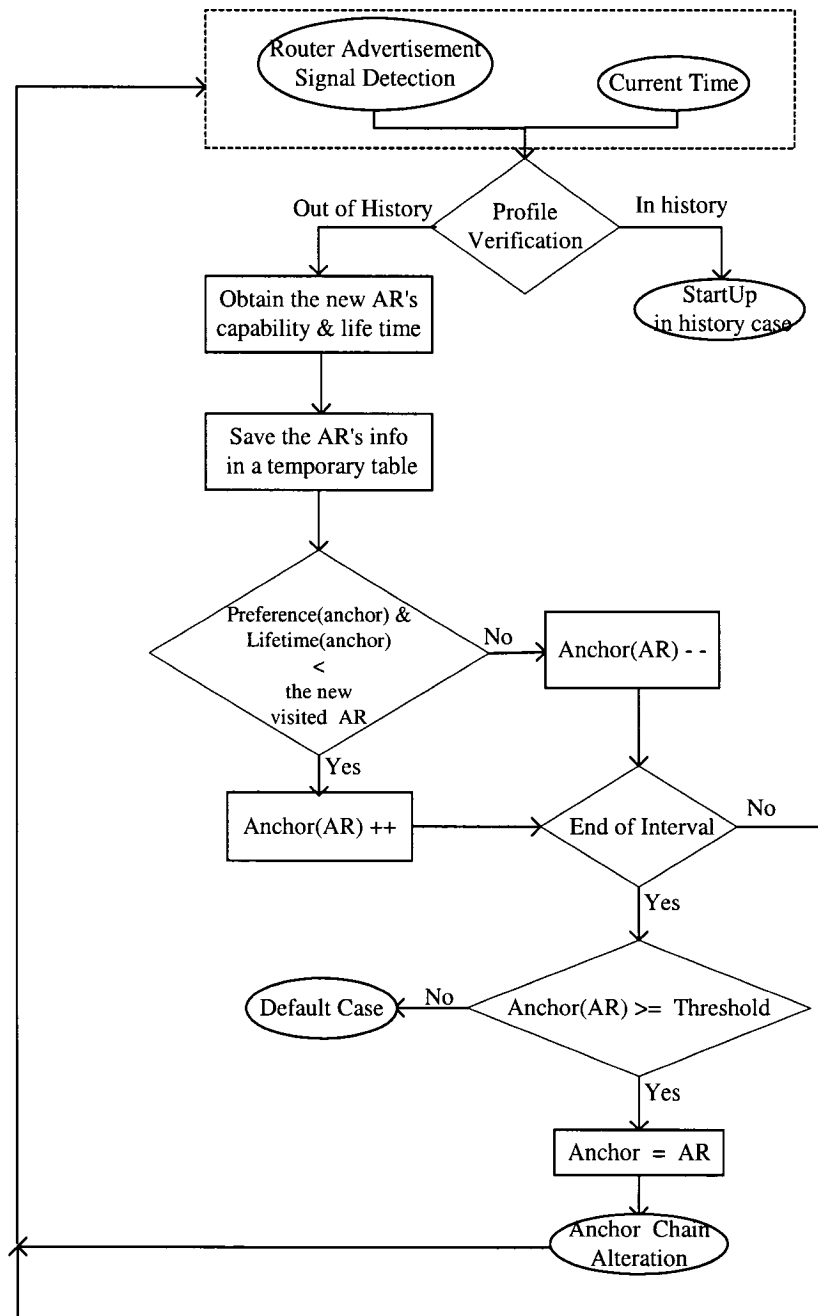 Router Advertisement
Signal Detection
Current Time
Out of History
Profile
Verification
In history
Obtain the new AR's
capability & life time
StartUp
in history case
Save the AR's info
in a temporary table
Preference(anchor) &
Lifetime(anchor)
<
the new
visited AR
No
Anchor(AR) - -
Yes
Anchor(AR) ++
End of Interval
No
Yes
Default Case
No
Anchor(AR) >= Threshold
Yes
Anchor = AR
Anchor Chain
Alteration